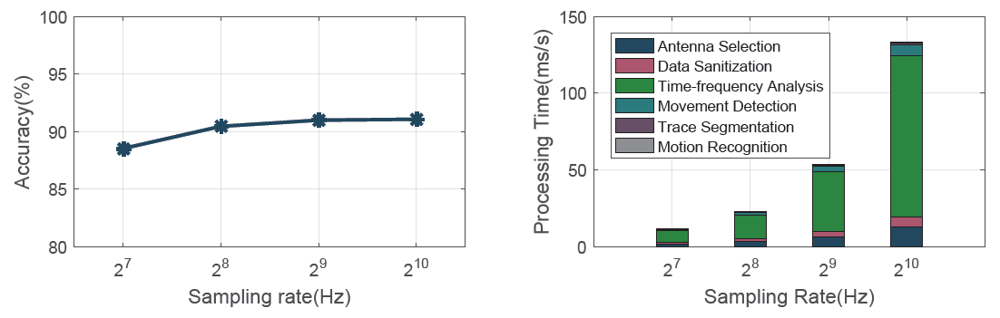 100
95
90
85
80
Accuracy(%)
2^7
2^8
2^9
2^10
Sampling rate(Hz)
150
100
50
0
Processing Time(ms/s)
Antenna Selection
Data Sanitization
Time-frequency Analysis
Movement Detection
Trace Segmentation
Motion Recognition
2^7
2^8
2^9
2^10
Sampling Rate(Hz)